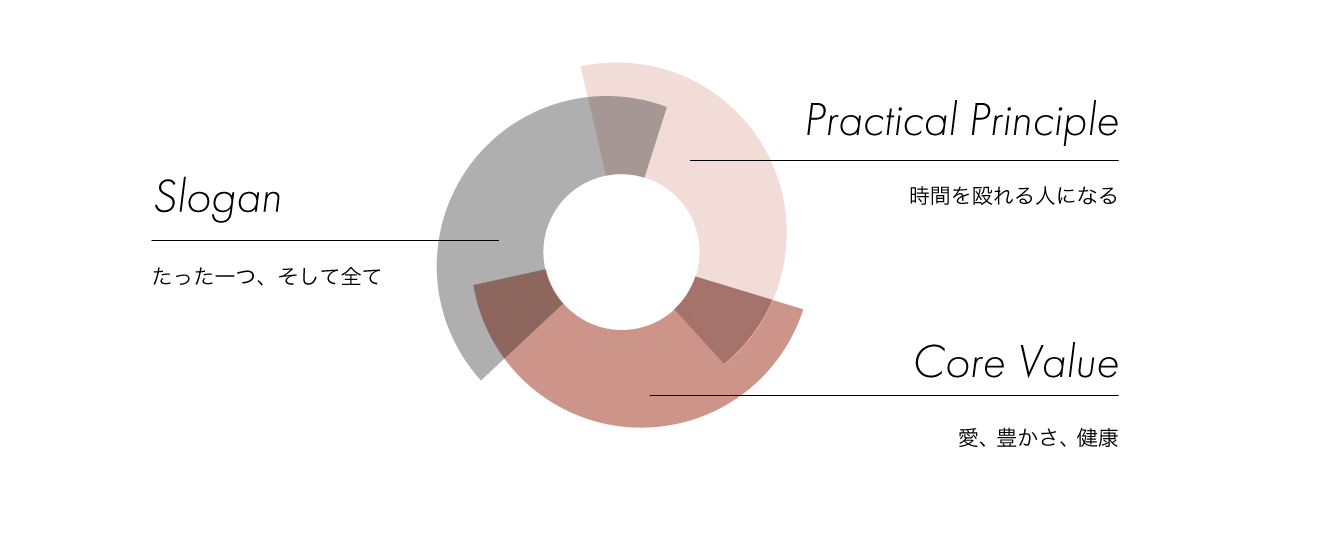 Practical Principle
時間を殴れる人になる
Slogan
たった一つ、そして全て
Core Value
愛、豊かさ、健康